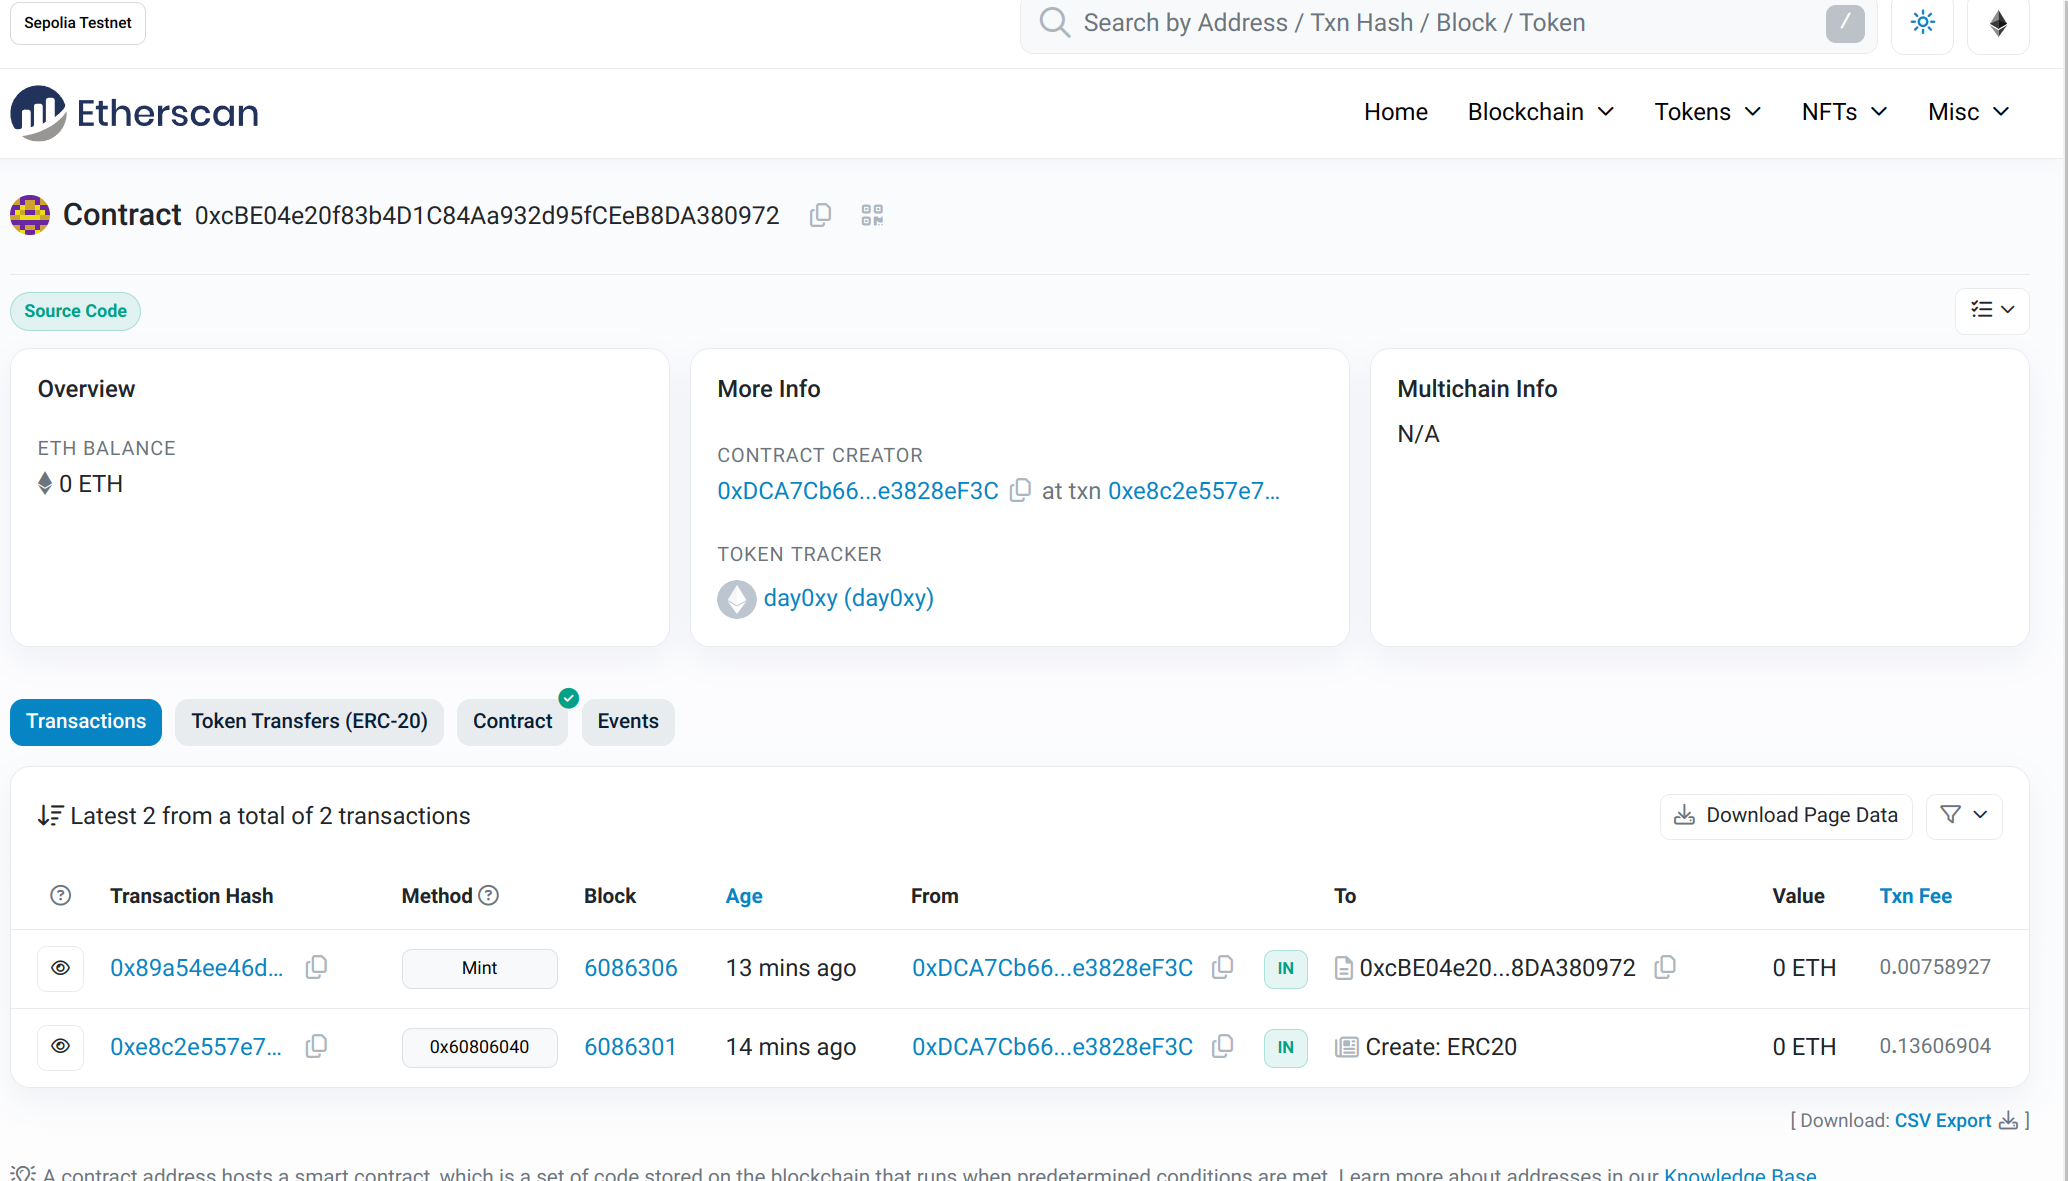 Sepolia Testnet
Search by Address / Txn Hash / Block / Token
/
Etherscan
Home Blockchain Tokens NFTs Misc
Contract 0xcBE04e20f83b4D1C84Aa932d95fCEeB8DA380972
Source Code
Overview
ETH BALANCE
0 ETH
More Info
CONTRACT CREATOR
0xDCA7Cb66...e3828eF3C at txn 0xe8c2e557e7...
TOKEN TRACKER
day0xy (day0xy)
Multichain Info
N/A
Transactions Token Transfers (ERC-20) Contract Events
Latest 2 from a total of 2 transactions
Download Page Data
? Transaction Hash Method ? Block Age From To Value Txn Fee
0x89a54ee46d... Mint 6086306 13 mins ago 0xDCA7Cb66...e3828eF3C IN 0xcBE04e20...8DA380972 0 ETH 0.00758927
0xe8c2e557e7... 0x60806040 6086301 14 mins ago 0xDCA7Cb66...e3828eF3C IN Create: ERC20 0 ETH 0.13606904
[ Download: CSV Export ]
A contract address hosts a smart contract, which is a set of code stored on the blockchain that runs when predetermined conditions are met. Learn more about addresses in our Knowledge Base